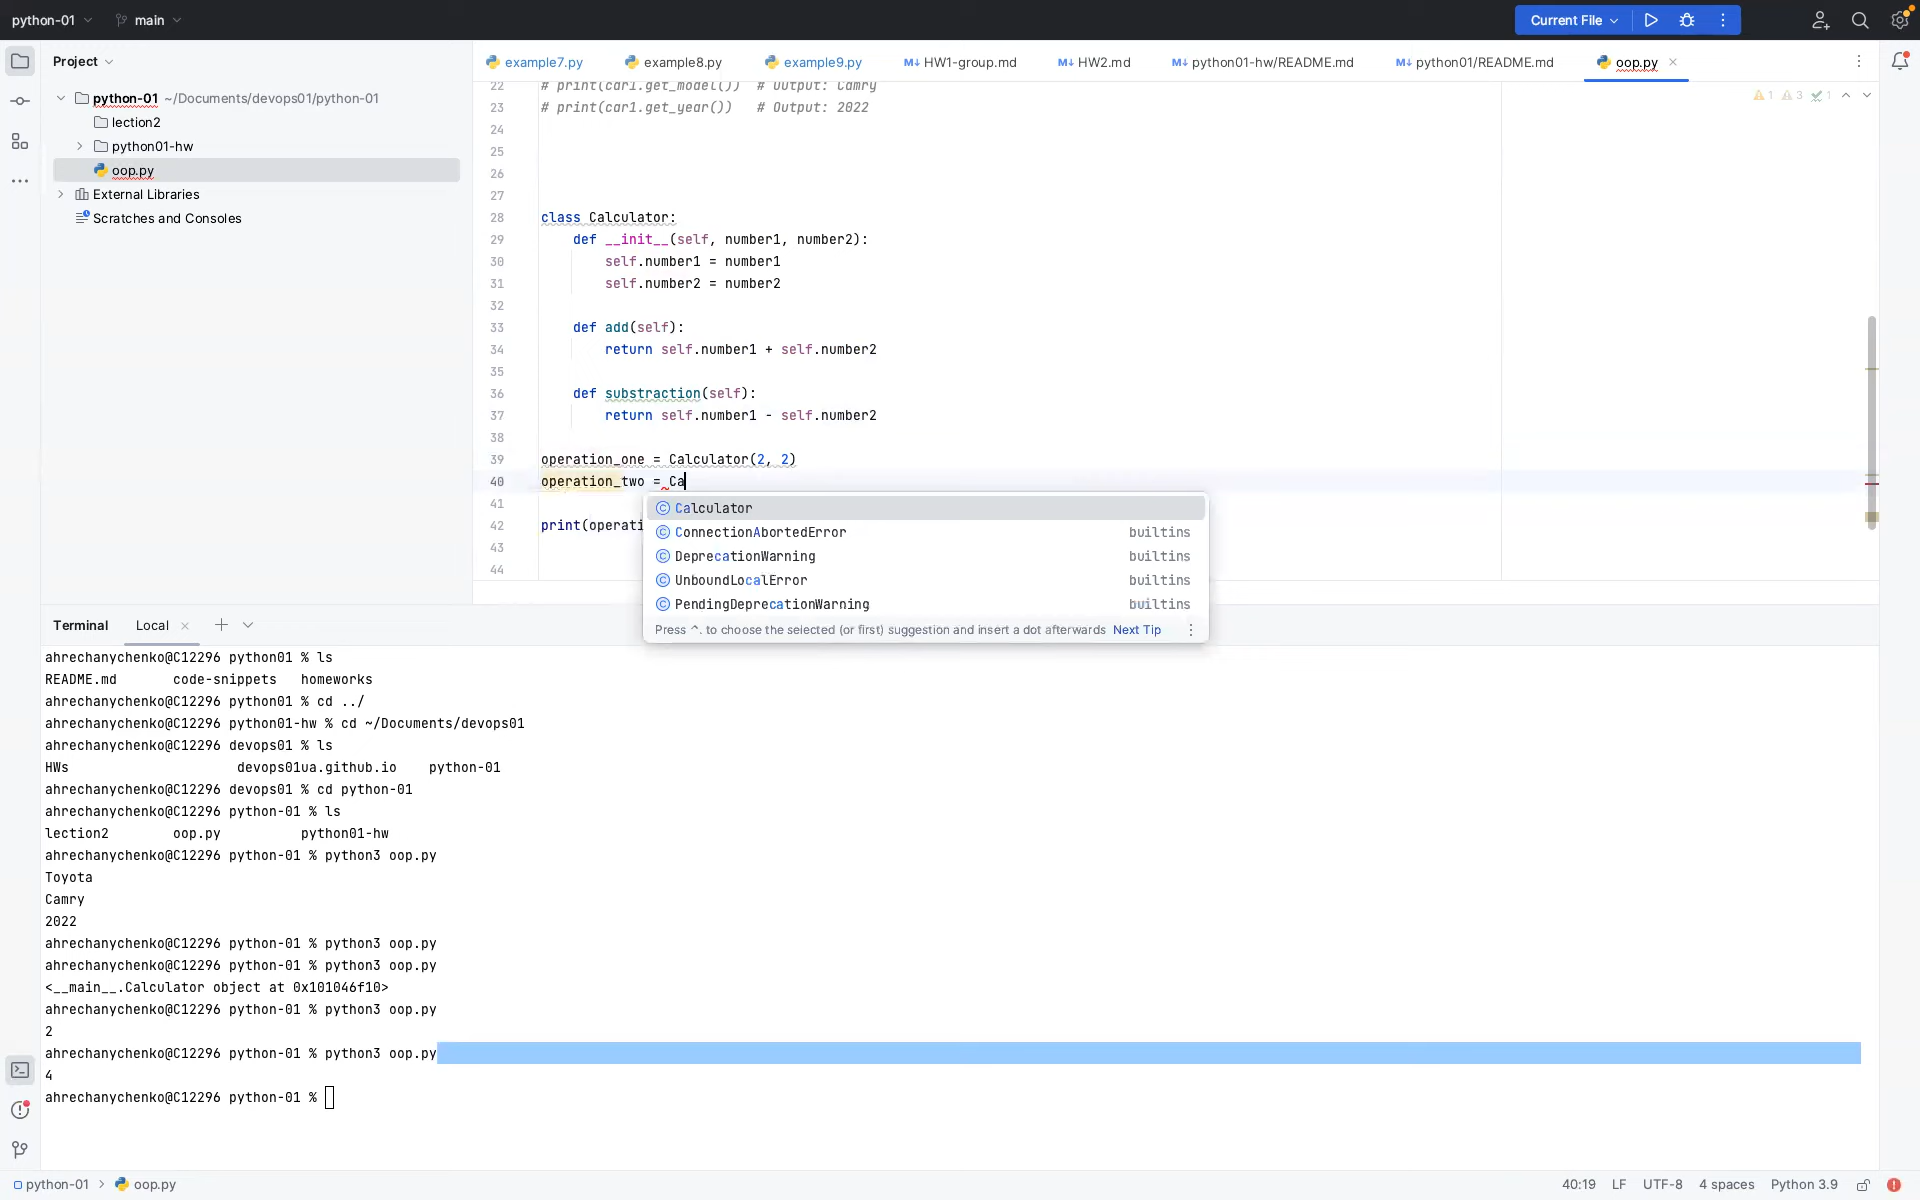 python-01 main Current File
Project
python-01 ~/Documents/devops01/python-01
lection2
python01-hw
oop.py
External Libraries
Scratches and Consoles
example7.py example8.py example9.py M↓ HW1-group.md M↓ HW2.md M↓ python01-hw/README.md M↓ python01/README.md oop.py
1 3 1
22 # print(car1.get_model()) # Output: Camry
23 # print(car1.get_year()) # Output: 2022
24
25
26
27
28 class Calculator:
29 def __init__(self, number1, number2):
30 self.number1 = number1
31 self.number2 = number2
32
33 def add(self):
34 return self.number1 + self.number2
35
36 def substraction(self):
37 return self.number1 - self.number2
38
39 operation_one = Calculator(2, 2)
40 operation_two = Ca
41
42 print(operati
43
44
Calculator
ConnectionAbortedError builtins
DeprecationWarning builtins
UnboundLocalError builtins
PendingDeprecationWarning builtins
Press ^. to choose the selected (or first) suggestion and insert a dot afterwards Next Tip
Terminal Local
ahrechanychenko@C12296 python01 % ls
README.md code-snippets homeworks
ahrechanychenko@C12296 python01 % cd ../
ahrechanychenko@C12296 python01-hw % cd ~/Documents/devops01
ahrechanychenko@C12296 devops01 % ls
HWs devops01ua.github.io python-01
ahrechanychenko@C12296 devops01 % cd python-01
ahrechanychenko@C12296 python-01 % ls
lection2 oop.py python01-hw
ahrechanychenko@C12296 python-01 % python3 oop.py
Toyota
Camry
2022
ahrechanychenko@C12296 python-01 % python3 oop.py
ahrechanychenko@C12296 python-01 % python3 oop.py
<__main__.Calculator object at 0x101046f10>
ahrechanychenko@C12296 python-01 % python3 oop.py
2
ahrechanychenko@C12296 python-01 % python3 oop.py
4
ahrechanychenko@C12296 python-01 %
python-01 > oop.py 40:19 LF UTF-8 4 spaces Python 3.9